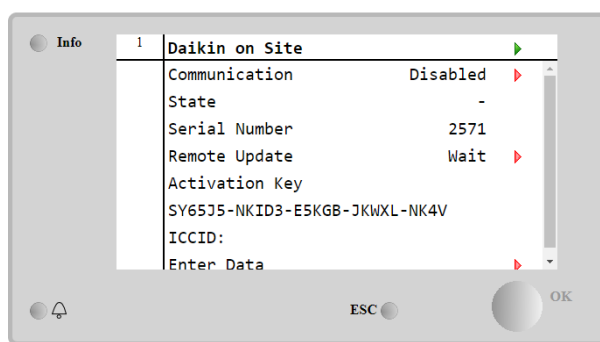 Info
1 Daikin on Site
Communication Disabled
State -
Serial Number 2571
Remote Update Wait
Activation Key
SY65J5-NKID3-E5KGB-JKWXL-NK4V
ICCID:
Enter Data
ESC
OK